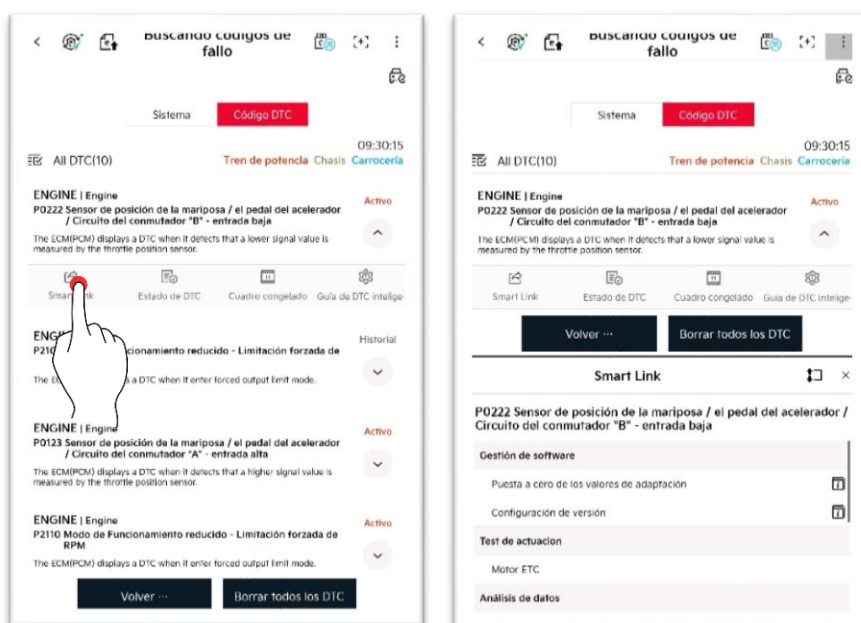 Buscando códigos de
fallo
Sistema
Código DTC
09:30:15
All DTC(10)
Tren de potencia Chasis Carrocería
ENGINE | Engine
Activo
P0222 Sensor de posición de la mariposa / el pedal del acelerador
/ Circuito del conmutador "B" - entrada baja
The ECM(PCM) displays a DTC when it detects that a lower signal value is
measured by the throttle position sensor.
Estado de DTC
Cuadro congelado
Guía de DTC intelige
Historial
cionamiento reducido - Limitación forzada de
a DTC when it enter forced output limit mode.
ENGINE | Engine
Activo
P0123 Sensor de posición de la mariposa / el pedal del acelerador
/ Circuito del conmutador "A" - entrada alta
The ECM(PCM) displays a DTC when it detects that a higher signal value is
measured by the throttle position sensor.
ENGINE | Engine
Activo
P2110 Modo de Funcionamiento reducido - Limitación forzada de
RPM
The ECM(PCM) displays a DTC when it enter forced output limit mode.
Volver ···
Borrar todos los DTC
Buscando códigos de
fallo
Sistema
Código DTC
09:30:15
All DTC(10)
Tren de potencia Chasis Carrocería
ENGINE | Engine
Activo
P0222 Sensor de posición de la mariposa / el pedal del acelerador
/ Circuito del conmutador "B" - entrada baja
The ECM(PCM) displays a DTC when it detects that a lower signal value is
measured by the throttle position sensor.
Smart Link
Estado de DTC
Cuadro congelado
Guía de DTC intelige
Volver ···
Borrar todos los DTC
Smart Link
P0222 Sensor de posición de la mariposa / el pedal del acelerador /
Circuito del conmutador "B" - entrada baja
Gestión de software
Puesta a cero de los valores de adaptación
Configuración de versión
Test de actuacion
Motor ETC
Análisis de datos